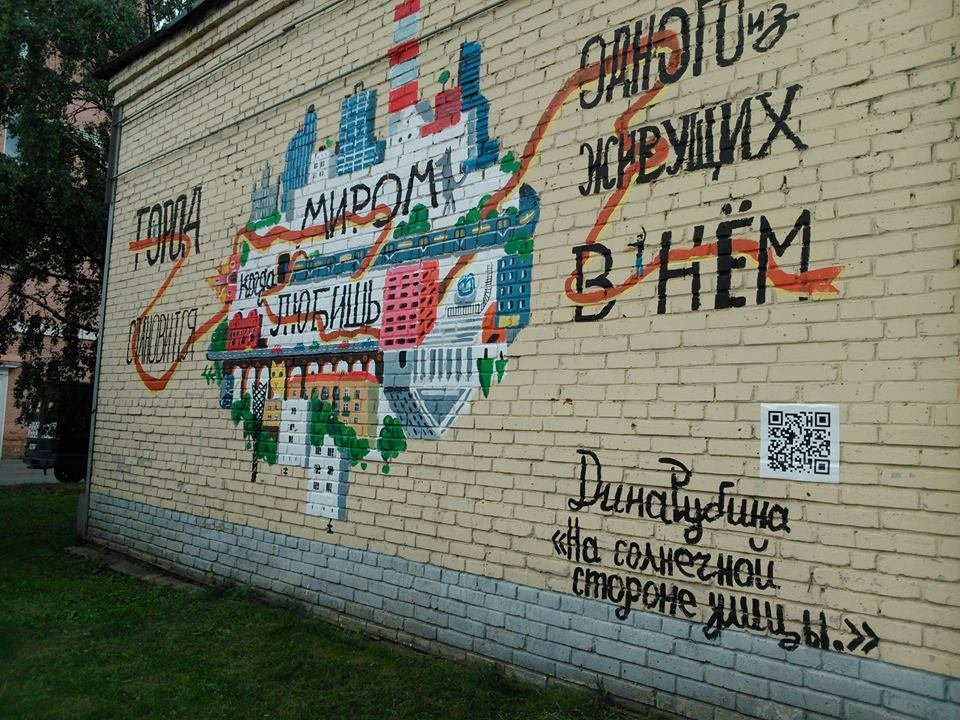 ГОРОД
СТАНОВИТСЯ
МИРОМ
когда
ЛЮБИШЬ
ОДНОГО из
ЖИВУЩИХ
В НЁМ
Дина Рубина
«На солнечной
стороне улицы.»